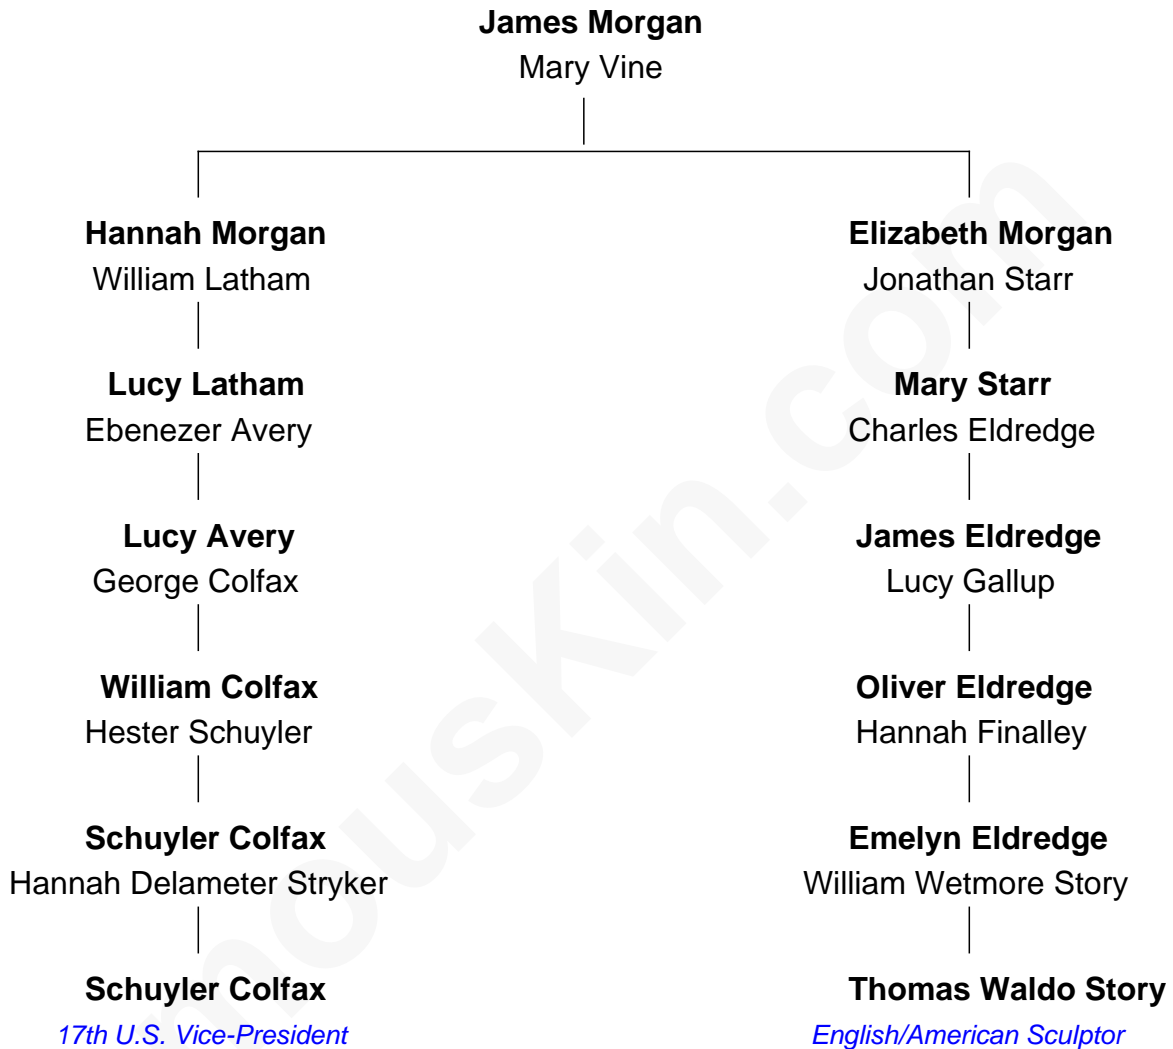 James Morgan
Mary Vine
Hannah Morgan
William Latham
Elizabeth Morgan
Jonathan Starr
Lucy Latham
Ebenezer Avery
Mary Starr
Charles Eldredge
Lucy Avery
George Colfax
James Eldredge
Lucy Gallup
William Colfax
Hester Schuyler
Oliver Eldredge
Hannah Finalley
Schuyler Colfax
Hannah Delameter Stryker
Emelyn Eldredge
William Wetmore Story
Schuyler Colfax
17th U.S. Vice-President
Thomas Waldo Story
English/American Sculptor
mousKin.com